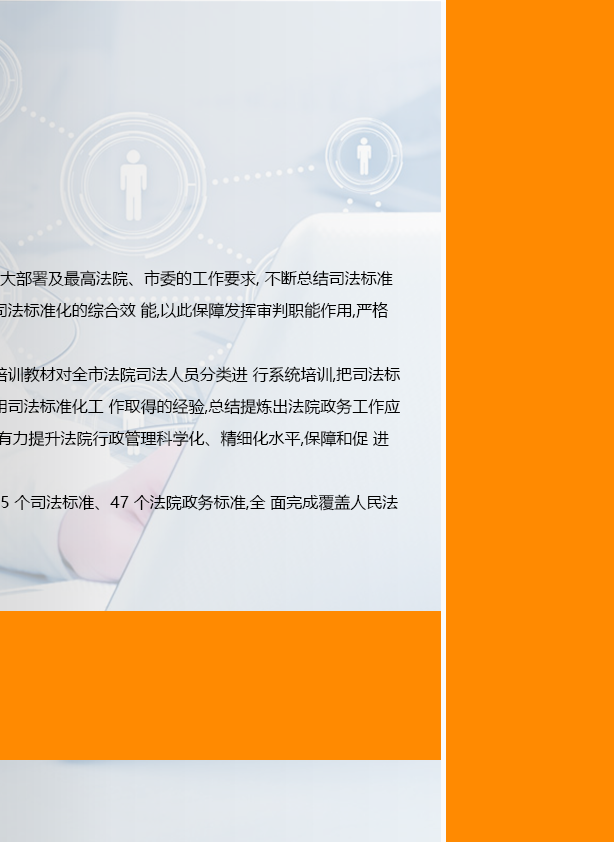 大部署及最高法院、市委的工作要求, 不断总结司法标准
司法标准化的综合效 能,以此保障发挥审判职能作用,严格
培训教材对全市法院司法人员分类进 行系统培训,把司法标
用司法标准化工 作取得的经验,总结提炼出法院政务工作应
有力提升法院行政管理科学化、精细化水平,保障和促 进
5 个司法标准、47 个法院政务标准,全 面完成覆盖人民法